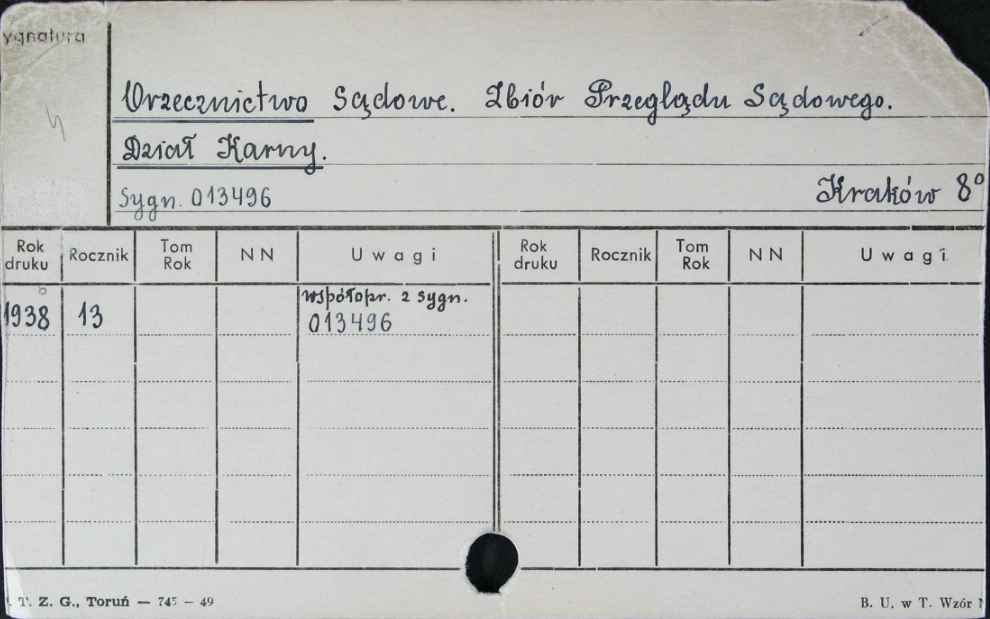 ygnatura
Orzecznictwo Sądowe. Zbiór Przeglądu Sądowego.
Dział Karny.
Sygn. 013496 Kraków 8°
Rok druku Rocznik Tom Rok NN Uwagi Rok druku Rocznik Tom Rok NN Uwagi
1938 13 współopr. z sygn.
013496
T. Z. G., Toruń — 745 — 49 B. U. w T. Wzór